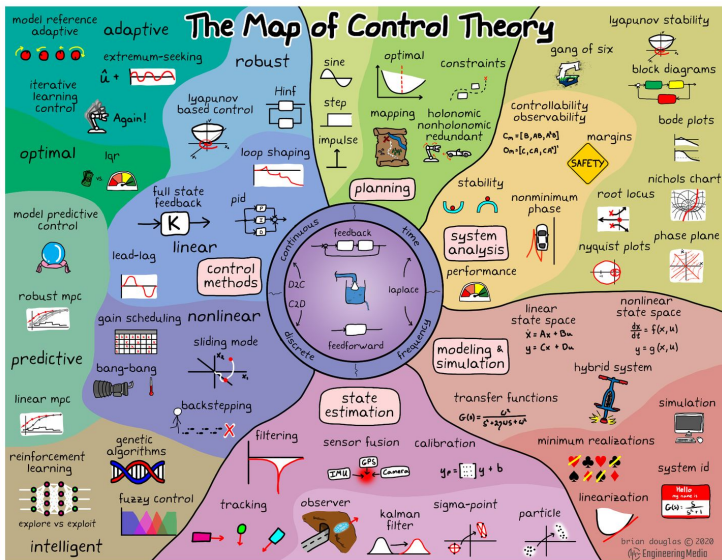 The Map of Control Theory
model reference
adaptive
adaptive
extremum-seeking
û +
iterative
learning
control
Again!
robust
lyapunov
based control
Hinf
loop shaping
optimal
lqr
full state
feedback
K
pid
P
I
D
linear
lead-lag
control
methods
model predictive
control
robust mpc
predictive
linear mpc
gain scheduling
nonlinear
sliding mode
x₂
x₁
bang-bang
backstepping
X
reinforcement
learning
explore vs exploit
genetic
algorithms
fuzzy control
intelligent
sine
step
impulse
optimal
constraints
mapping
holonomic
nonholonomic
redundant
planning
continuous
time
feedback
D2C
C2D
laplace
feedforward
discrete
frequency
gang of six
lyapunov stability
block diagrams
controllability
observability
Cm=[B, AB, A²B]
Om=[C, CA, CA²]ᵀ
margins
SAFETY
bode plots
nichols chart
stability
nonminimum
phase
root locus
phase plane
system
analysis
performance
nyquist plots
linear
state space
ẋ = Ax + Bu
y = Cx + Du
nonlinear
state space
dx/dt = f(x, u)
y = g(x, u)
modeling &
simulation
hybrid system
transfer functions
G(s) = ω²/(s²+2ζωs+ω²)
simulation
minimum realizations
system id
Hello
my name is
linearization
state
estimation
filtering
sensor fusion
GPS
IMU
Camera
calibration
y + b
tracking
observer
kalman
filter
sigma-point
particle
brian douglas © 2020
EngineeringMedia